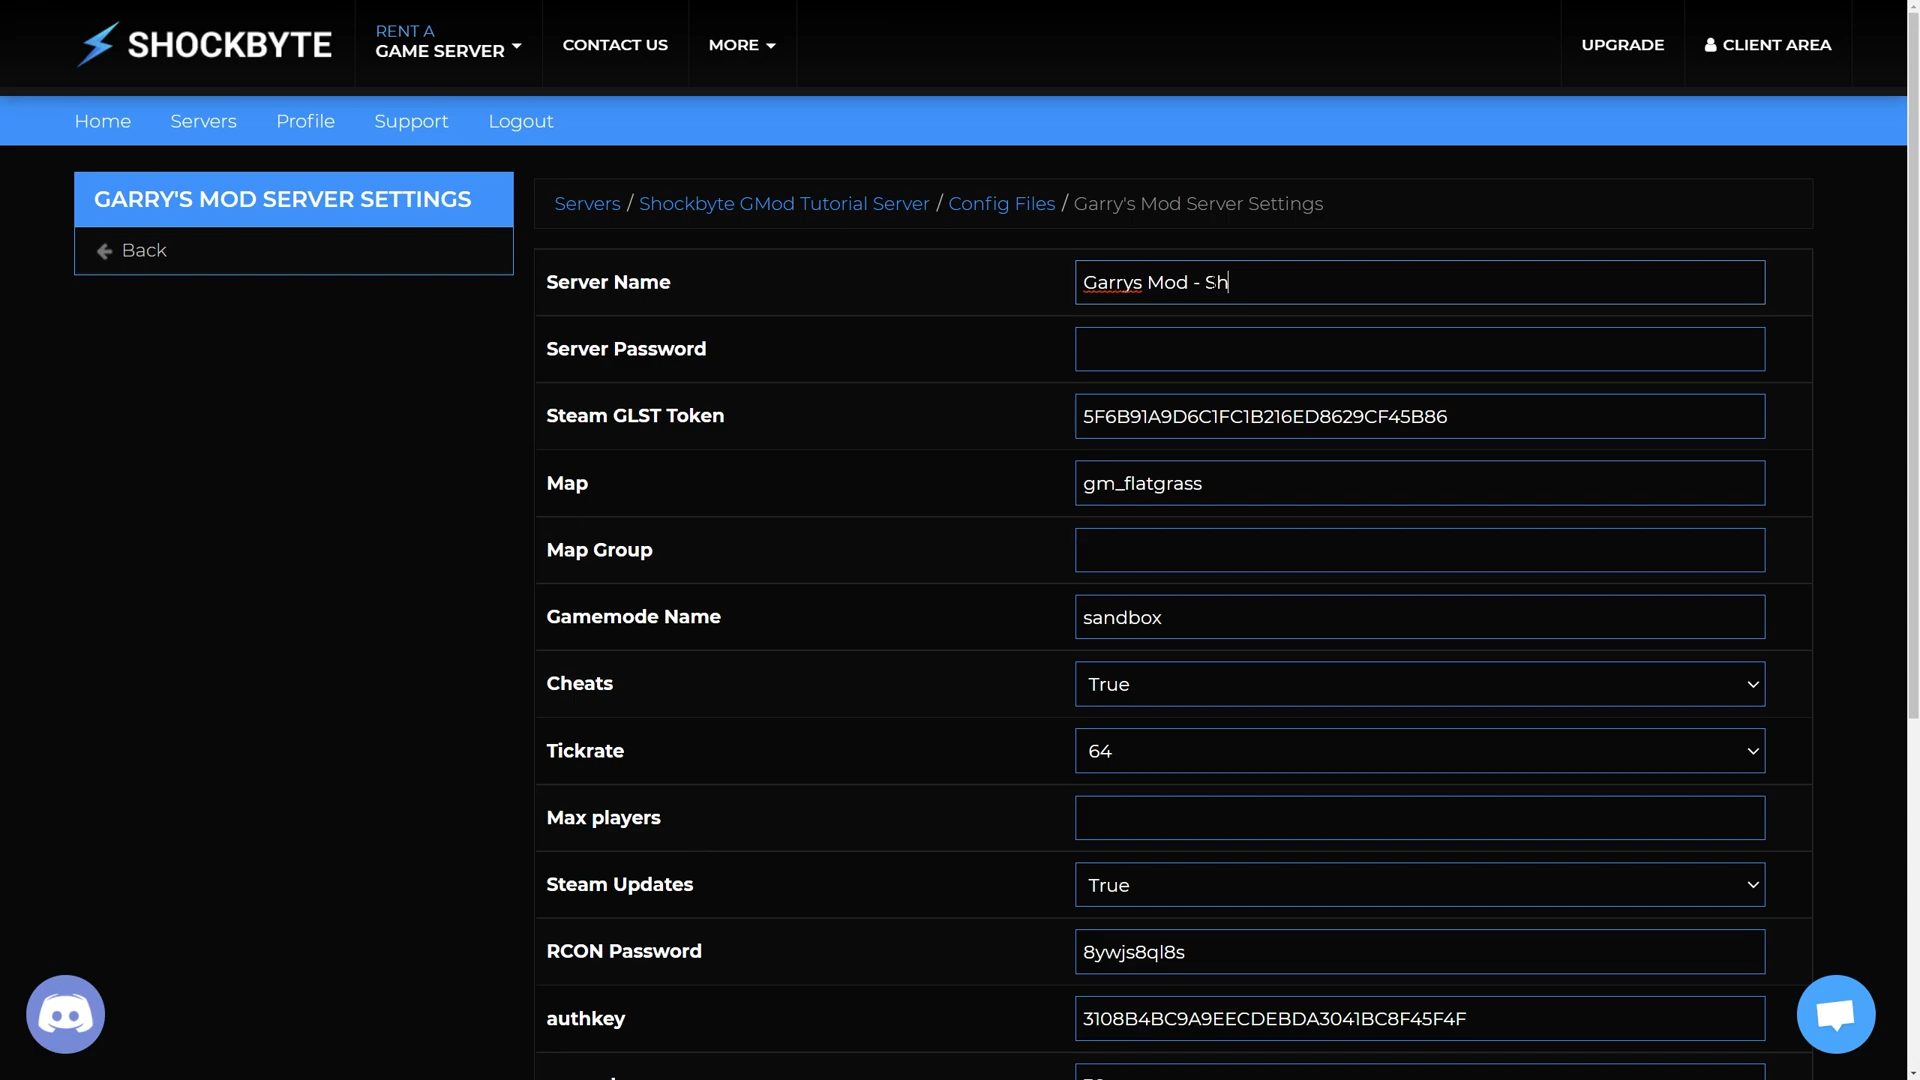 SHOCKBYTE
RENT A
GAME SERVER
CONTACT US
MORE
UPGRADE
CLIENT AREA
Home
Servers
Profile
Support
Logout
GARRY'S MOD SERVER SETTINGS
Back
Servers / Shockbyte GMod Tutorial Server / Config Files / Garry's Mod Server Settings
Server Name
Garrys Mod - Sh
Server Password
Steam GLST Token
5F6B91A9D6C1FC1B216ED8629CF45B86
Map
gm_flatgrass
Map Group
Gamemode Name
sandbox
Cheats
True
Tickrate
64
Max players
Steam Updates
True
RCON Password
8ywjs8ql8s
authkey
3108B4BC9A9EECDEBDA3041BC8F45F4F